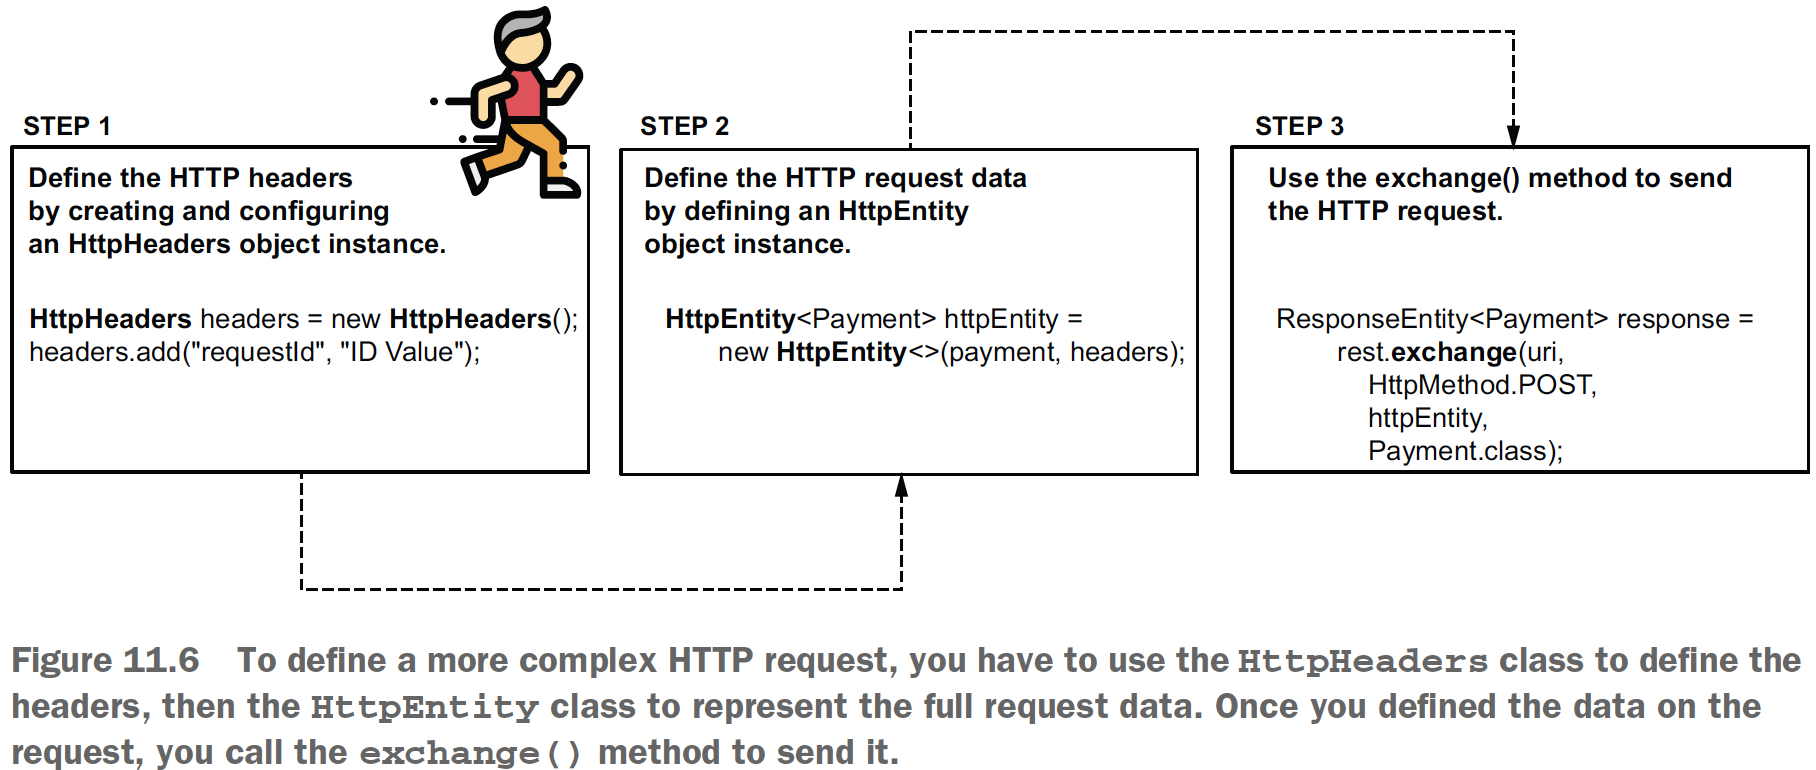 STEP 1
Define the HTTP headers
by creating and configuring
an HttpHeaders object instance.
HttpHeaders headers = new HttpHeaders();
headers.add("requestId", "ID Value");
STEP 2
Define the HTTP request data
by defining an HttpEntity
object instance.
HttpEntity<Payment> httpEntity =
new HttpEntity<>(payment, headers);
STEP 3
Use the exchange() method to send
the HTTP request.
ResponseEntity<Payment> response =
rest.exchange(uri,
HttpMethod.POST,
httpEntity,
Payment.class);
Figure 11.6 To define a more complex HTTP request, you have to use the HttpHeaders class to define the
headers, then the HttpEntity class to represent the full request data. Once you defined the data on the
request, you call the exchange() method to send it.